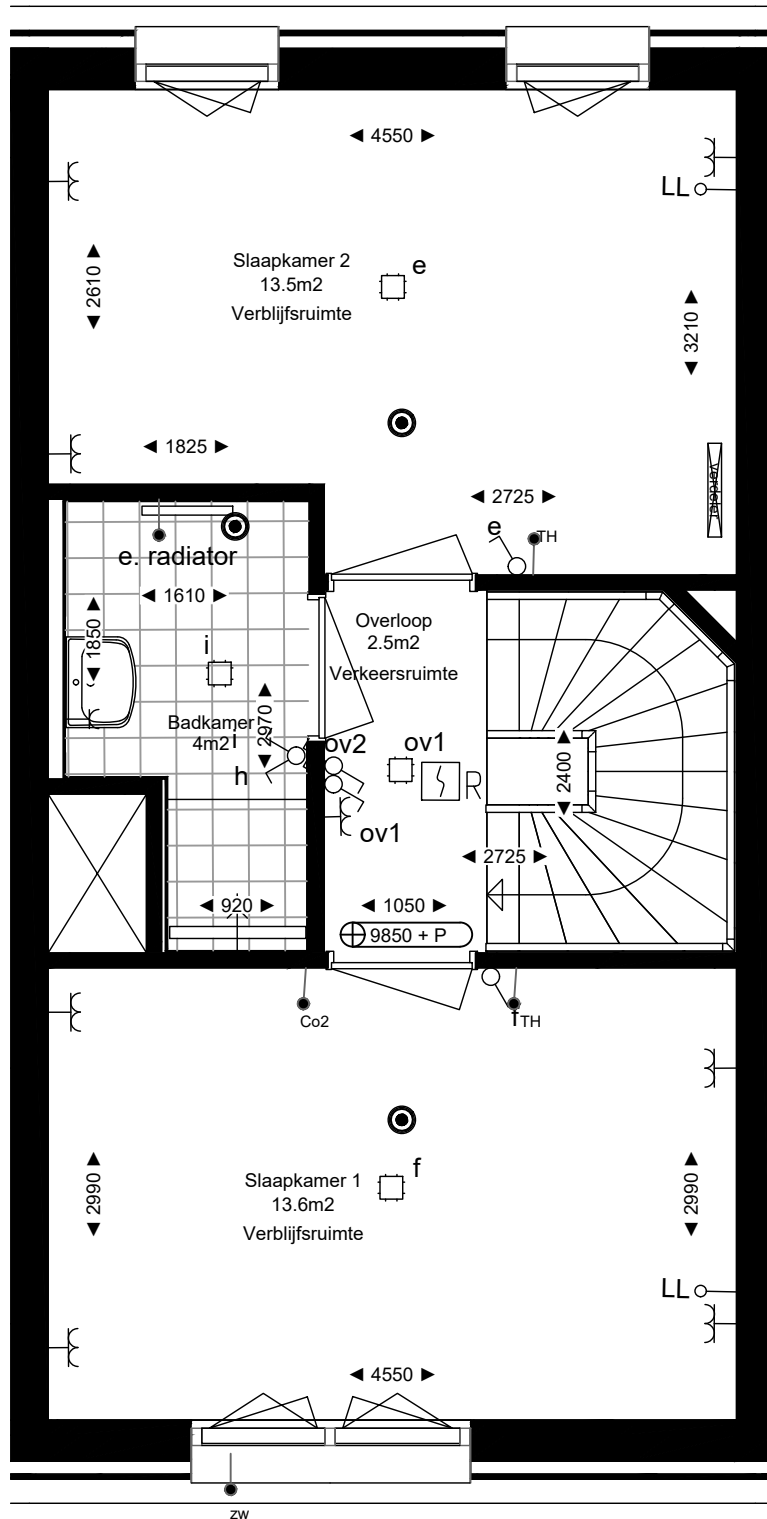 4550
LL
Slaapkamer 2
13.5m2
Verblijfsruimte
e
2610
3210
1825
2725
verdeler
e
TH
e. radiator
1610
Overloop
2.5m2
Verkeersruimte
1850
i
Badkamer
4m2
2970
i
h
ov2
ov1
R
2400
ov1
2725
920
1050
9850 + P
Co2
f
TH
Slaapkamer 1
13.6m2
Verblijfsruimte
f
2990
2990
LL
4550
zw